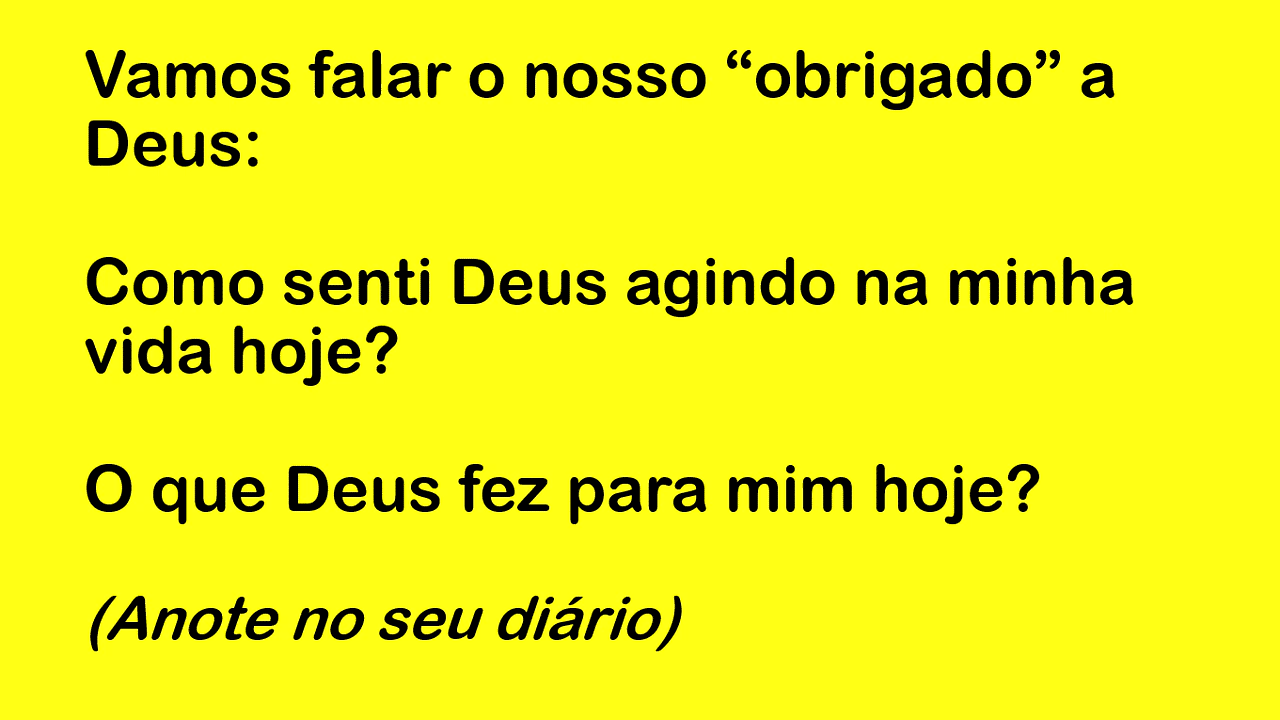 Vamos falar o nosso “obrigado” a
Deus:
Como senti Deus agindo na minha
vida hoje?
O que Deus fez para mim hoje?
(Anote no seu diário)